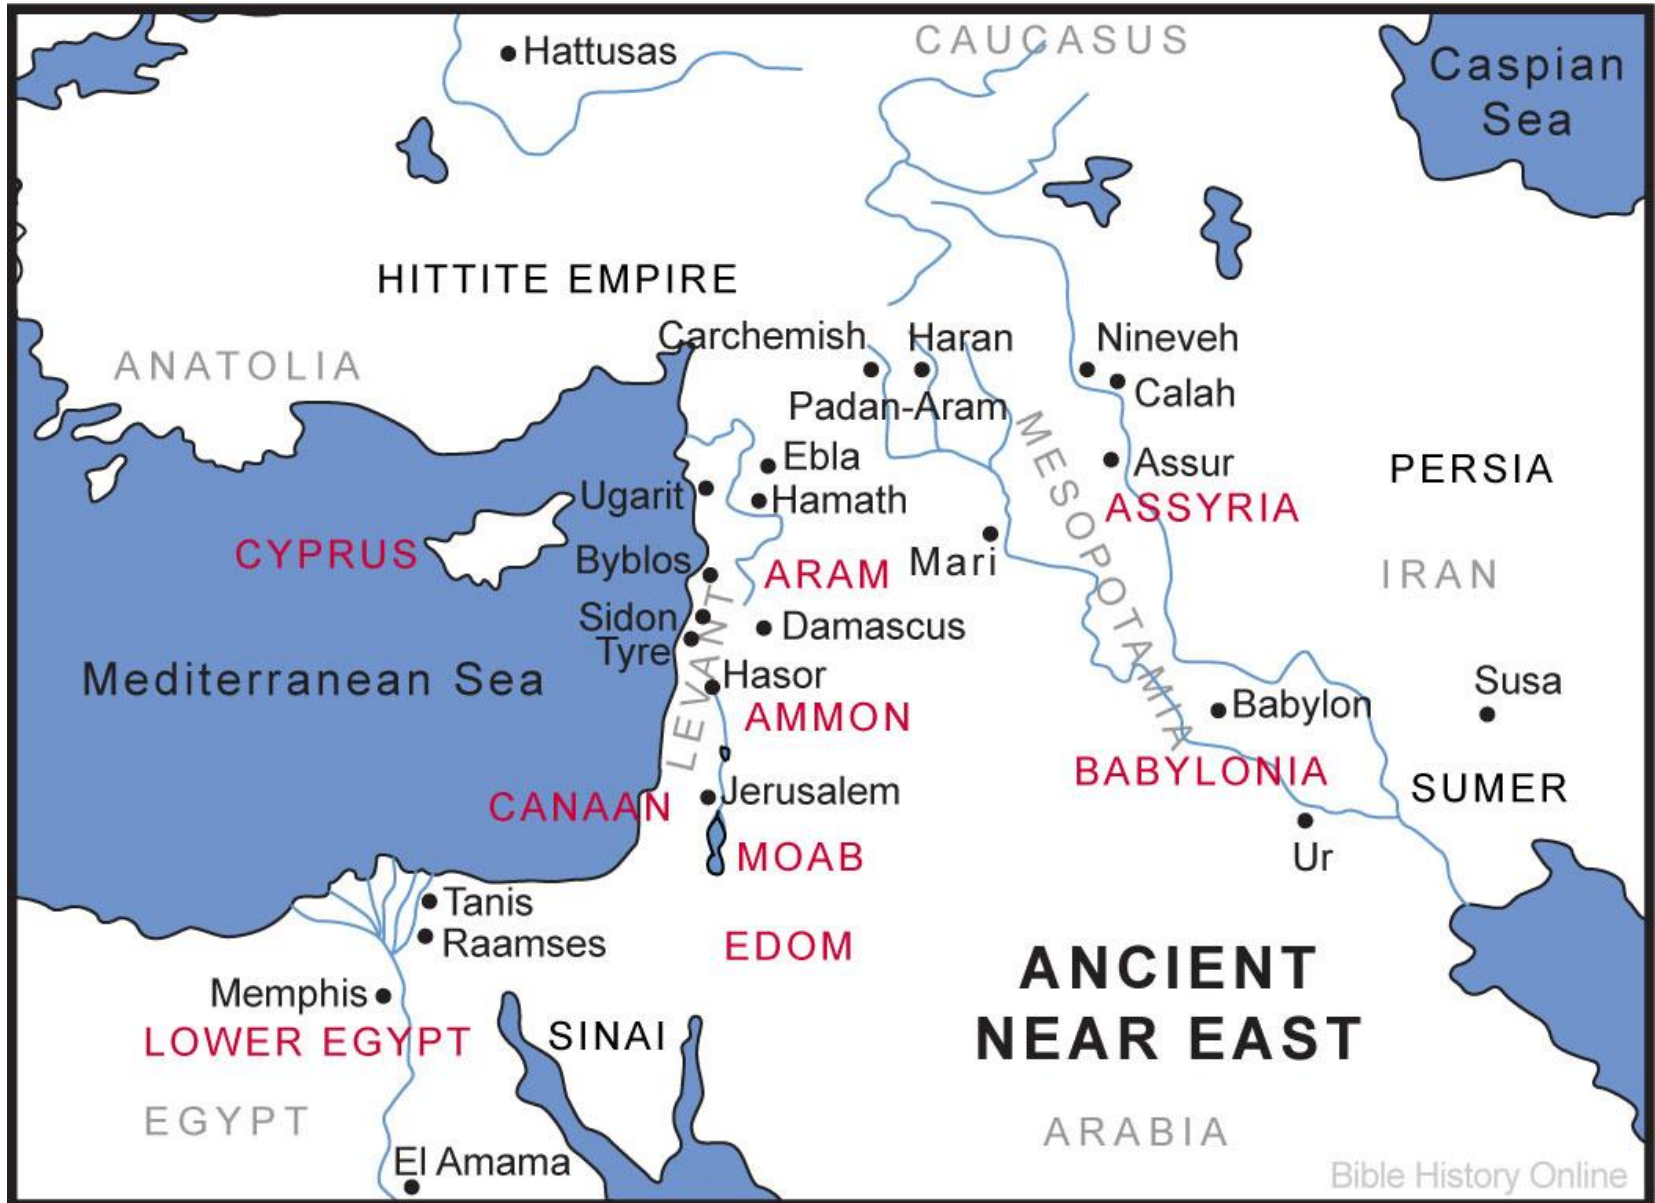 CAUCASUS
Hattusas
Caspian
Sea
HITTITE EMPIRE
ANATOLIA
Carchemish
Haran
Nineveh
Calah
Padan-Aram
MESOPOTAMIA
Ebla
Assur
PERSIA
Ugarit
Hamath
ASSYRIA
CYPRUS
Byblos
ARAM
Mari
IRAN
Sidon
Damascus
Tyre
LEVANT
Mediterranean Sea
Hasor
Susa
AMMON
Babylon
BABYLONIA
SUMER
CANAAN
Jerusalem
MOAB
Ur
Tanis
Raamses
EDOM
ANCIENT
NEAR EAST
Memphis
LOWER EGYPT
SINAI
EGYPT
ARABIA
El Amama
Bible History Online